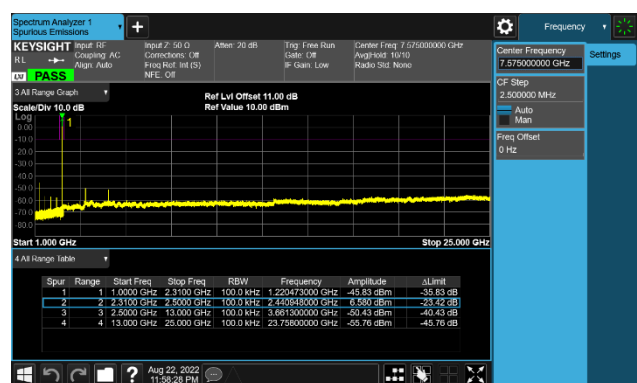 Spectrum Analyzer 1
Spurious Emissions
+
Frequency
KEYSIGHT
RL
PASS
Input: RF
Coupling: AC
Align: Auto
Input Z: 50 Ω
Corrections: Off
Freq Ref: Int (S)
NFE: Off
Atten: 20 dB
Trig: Free Run
Gate: Off
IF Gain: Low
Center Freq: 7.575000000 GHz
Avg|Hold: 10/10
Radio Std: None
Center Frequency
7.575000000 GHz
Settings
CF Step
2.500000 MHz
Auto
Man
Freq Offset
0 Hz
3 All Range Graph
Scale/Div 10.0 dB
Ref Lvl Offset 11.00 dB
Ref Value 10.00 dBm
Log
1
0.00
-10.0
-20.0
-30.0
-40.0
-50.0
-60.0
-70.0
-80.0
Start 1.000 GHz
Stop 25.000 GHz
4 All Range Table
Spur Range Start Freq Stop Freq RBW Frequency Amplitude ΔLimit
1 1 1.0000 GHz 2.3100 GHz 100.0 kHz 1.220473000 GHz -45.83 dBm -35.83 dB
2 2 2.3100 GHz 2.5000 GHz 100.0 kHz 2.440948000 GHz 6.580 dBm -23.42 dB
3 3 2.5000 GHz 13.000 GHz 100.0 kHz 3.661300000 GHz -50.43 dBm -40.43 dB
4 4 13.000 GHz 25.000 GHz 100.0 kHz 23.75800000 GHz -55.76 dBm -45.76 dB
?
Aug 22, 2022
11:58:28 PM